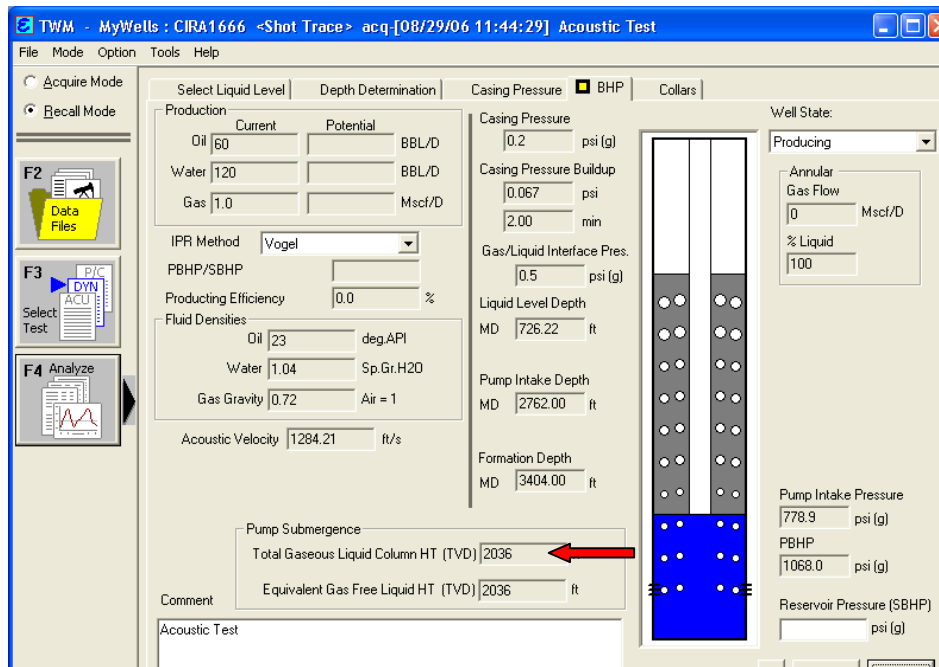 TWM - MyWells : CIRA1666 <Shot Trace> acq-[08/29/06 11:44:29] Acoustic Test
File Mode Option Tools Help
Acquire Mode
Recall Mode
F2
Data
Files
F3
P/C
DYN
ACU
Select
Test
F4 Analyze
Select Liquid Level
Depth Determination
Casing Pressure
BHP
Collars
Production
Current Potential
Oil 60 BBL/D
Water 120 BBL/D
Gas 1.0 Mscf/D
IPR Method Vogel
PBHP/SBHP
Producting Efficiency 0.0 %
Fluid Densities
Oil 23 deg.API
Water 1.04 Sp.Gr.H2O
Gas Gravity 0.72 Air = 1
Acoustic Velocity 1284.21 ft/s
Casing Pressure
0.2 psi (g)
Casing Pressure Buildup
0.067 psi
2.00 min
Gas/Liquid Interface Pres.
0.5 psi (g)
Liquid Level Depth
MD 726.22 ft
Pump Intake Depth
MD 2762.00 ft
Formation Depth
MD 3404.00 ft
Pump Submergence
Total Gaseous Liquid Column HT (TVD) 2036
Equivalent Gas Free Liquid HT (TVD) 2036 ft
Comment
Acoustic Test
Well State:
Producing
Annular
Gas Flow
0 Mscf/D
% Liquid
100
Pump Intake Pressure
778.9 psi (g)
PBHP
1068.0 psi (g)
Reservoir Pressure (SBHP)
psi (g)